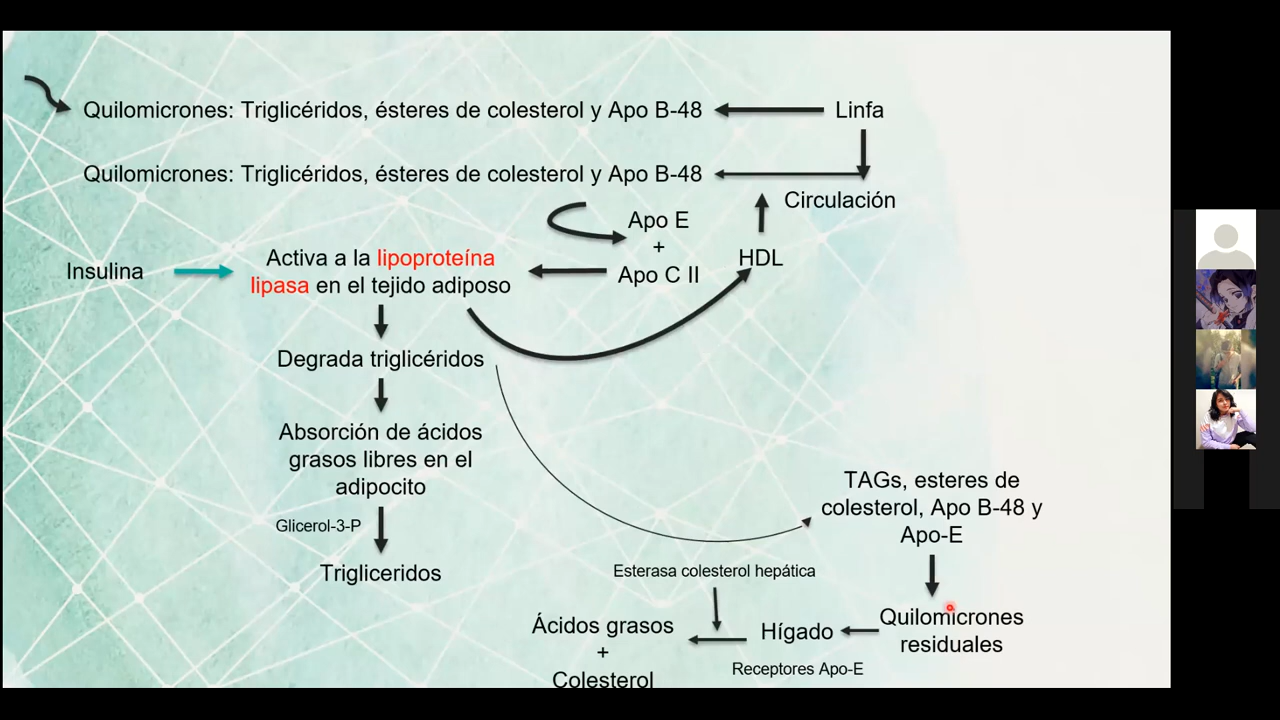 Quilomicrones: Triglicéridos, ésteres de colesterol y Apo B-48
Linfa
Quilomicrones: Triglicéridos, ésteres de colesterol y Apo B-48
Circulación
Apo E
+
Apo C II
HDL
Insulina
Activa a la lipoproteína
lipasa en el tejido adiposo
Degrada triglicéridos
Absorción de ácidos
grasos libres en el
adipocito
Glicerol-3-P
Trigliceridos
TAGs, esteres de
colesterol, Apo B-48 y
Apo-E
Quilomicrones
residuales
Esterasa colesterol hepática
Hígado
Receptores Apo-E
Ácidos grasos
+
Colesterol